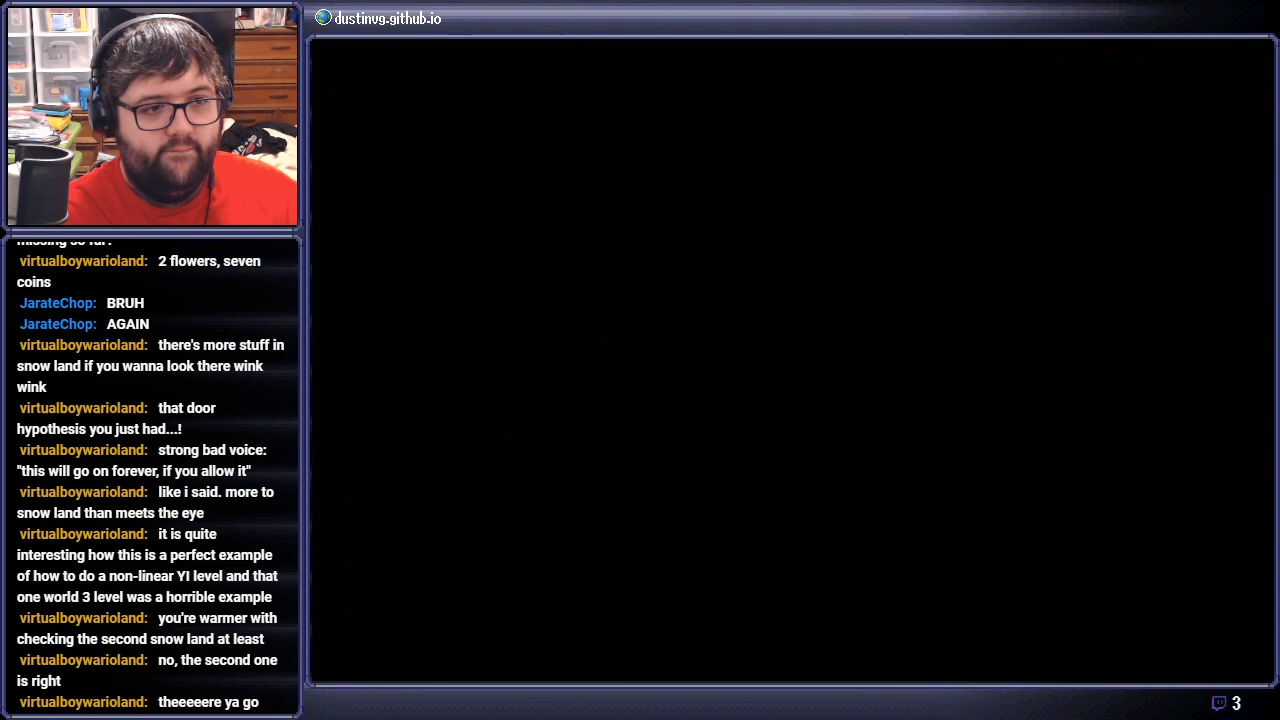 dustinvg.github.io
virtualboywarioland: 2 flowers, seven
coins
JarateChop: BRUH
JarateChop: AGAIN
virtualboywarioland: there's more stuff in
snow land if you wanna look there wink
wink
virtualboywarioland: that door
hypothesis you just had...!
virtualboywarioland: strong bad voice:
"this will go on forever, if you allow it"
virtualboywarioland: like i said. more to
snow land than meets the eye
virtualboywarioland: it is quite
interesting how this is a perfect example
of how to do a non-linear YI level and that
one world 3 level was a horrible example
virtualboywarioland: you're warmer with
checking the second snow land at least
virtualboywarioland: no, the second one
is right
virtualboywarioland: theeeeere ya go
3